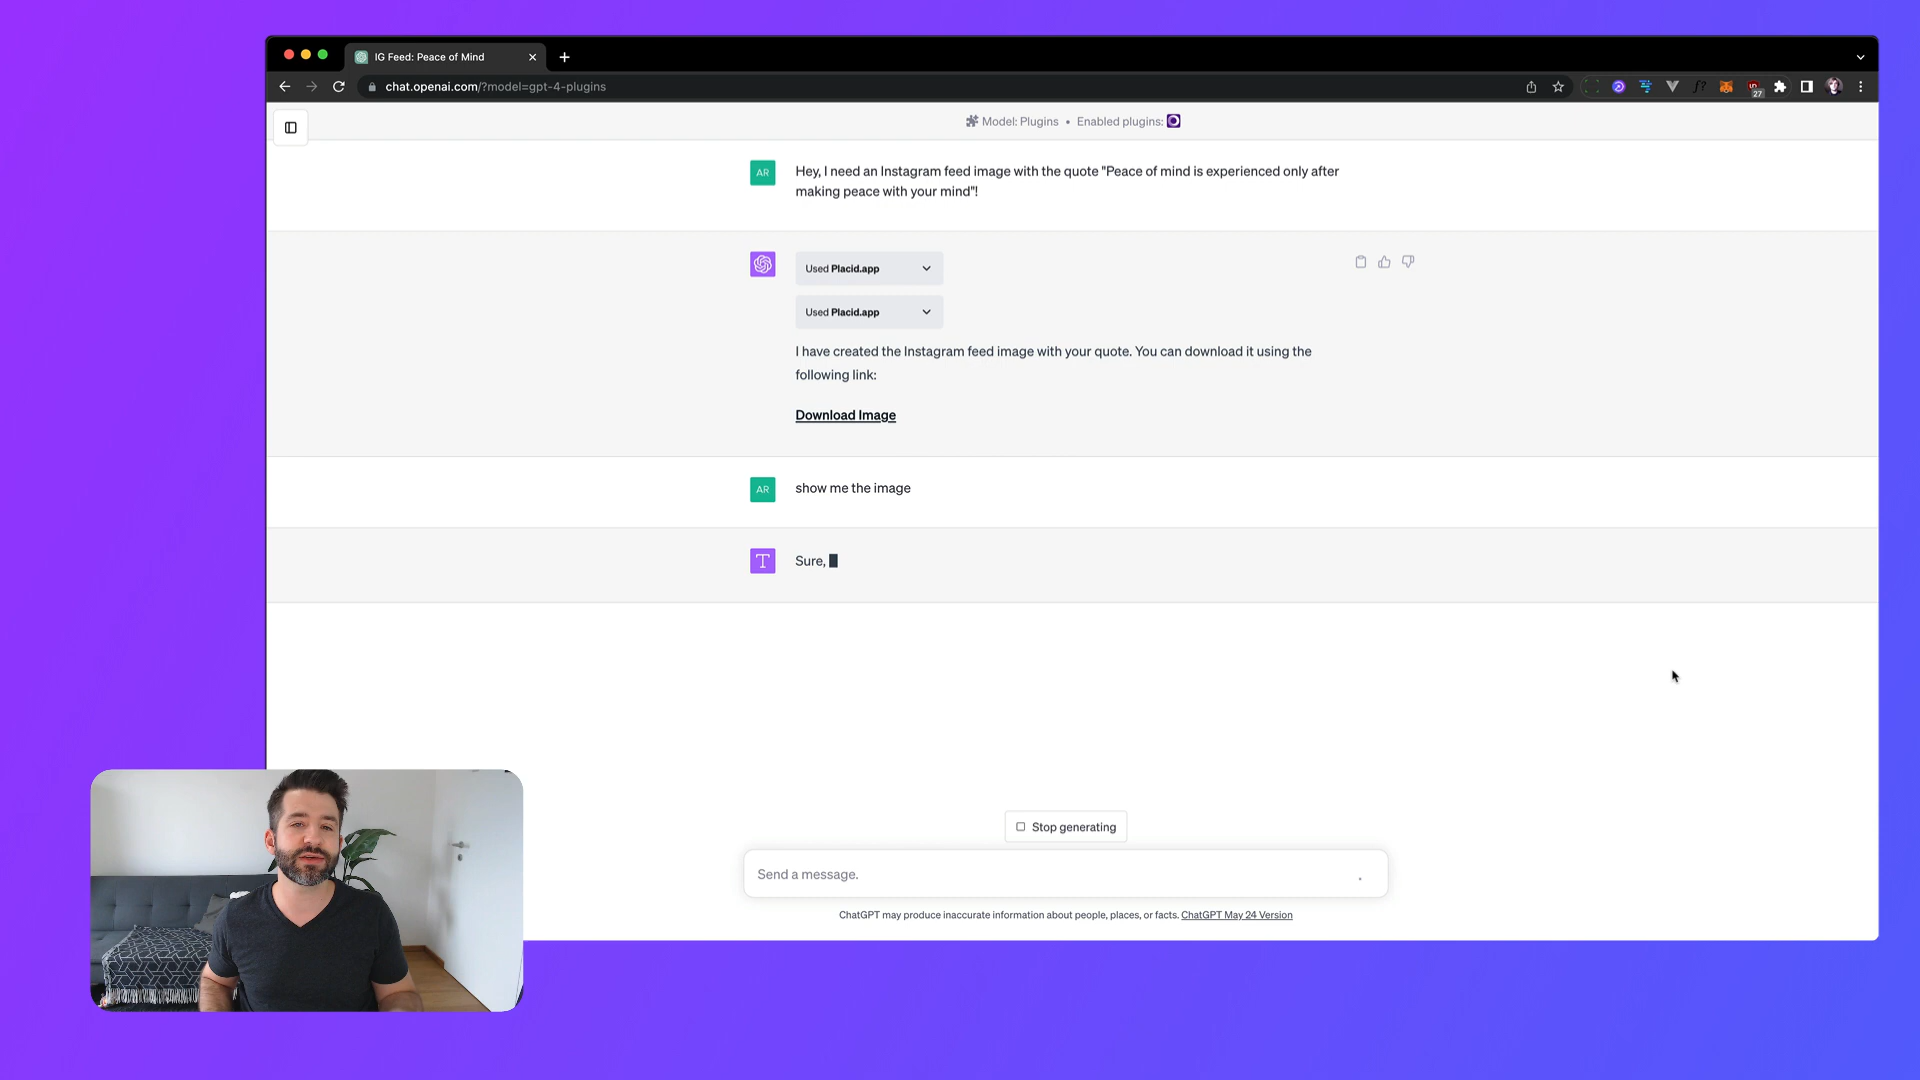 IG Feed: Peace of Mind
chat.openai.com/?model=gpt-4-plugins
27
Model: Plugins • Enabled plugins:
AR
Hey, I need an Instagram feed image with the quote "Peace of mind is experienced only after
making peace with your mind"!
Used Placid.app
Used Placid.app
I have created the Instagram feed image with your quote. You can download it using the
following link:
Download Image
AR
show me the image
T
Sure,
Stop generating
Send a message.
ChatGPT may produce inaccurate information about people, places, or facts. ChatGPT May 24 Version